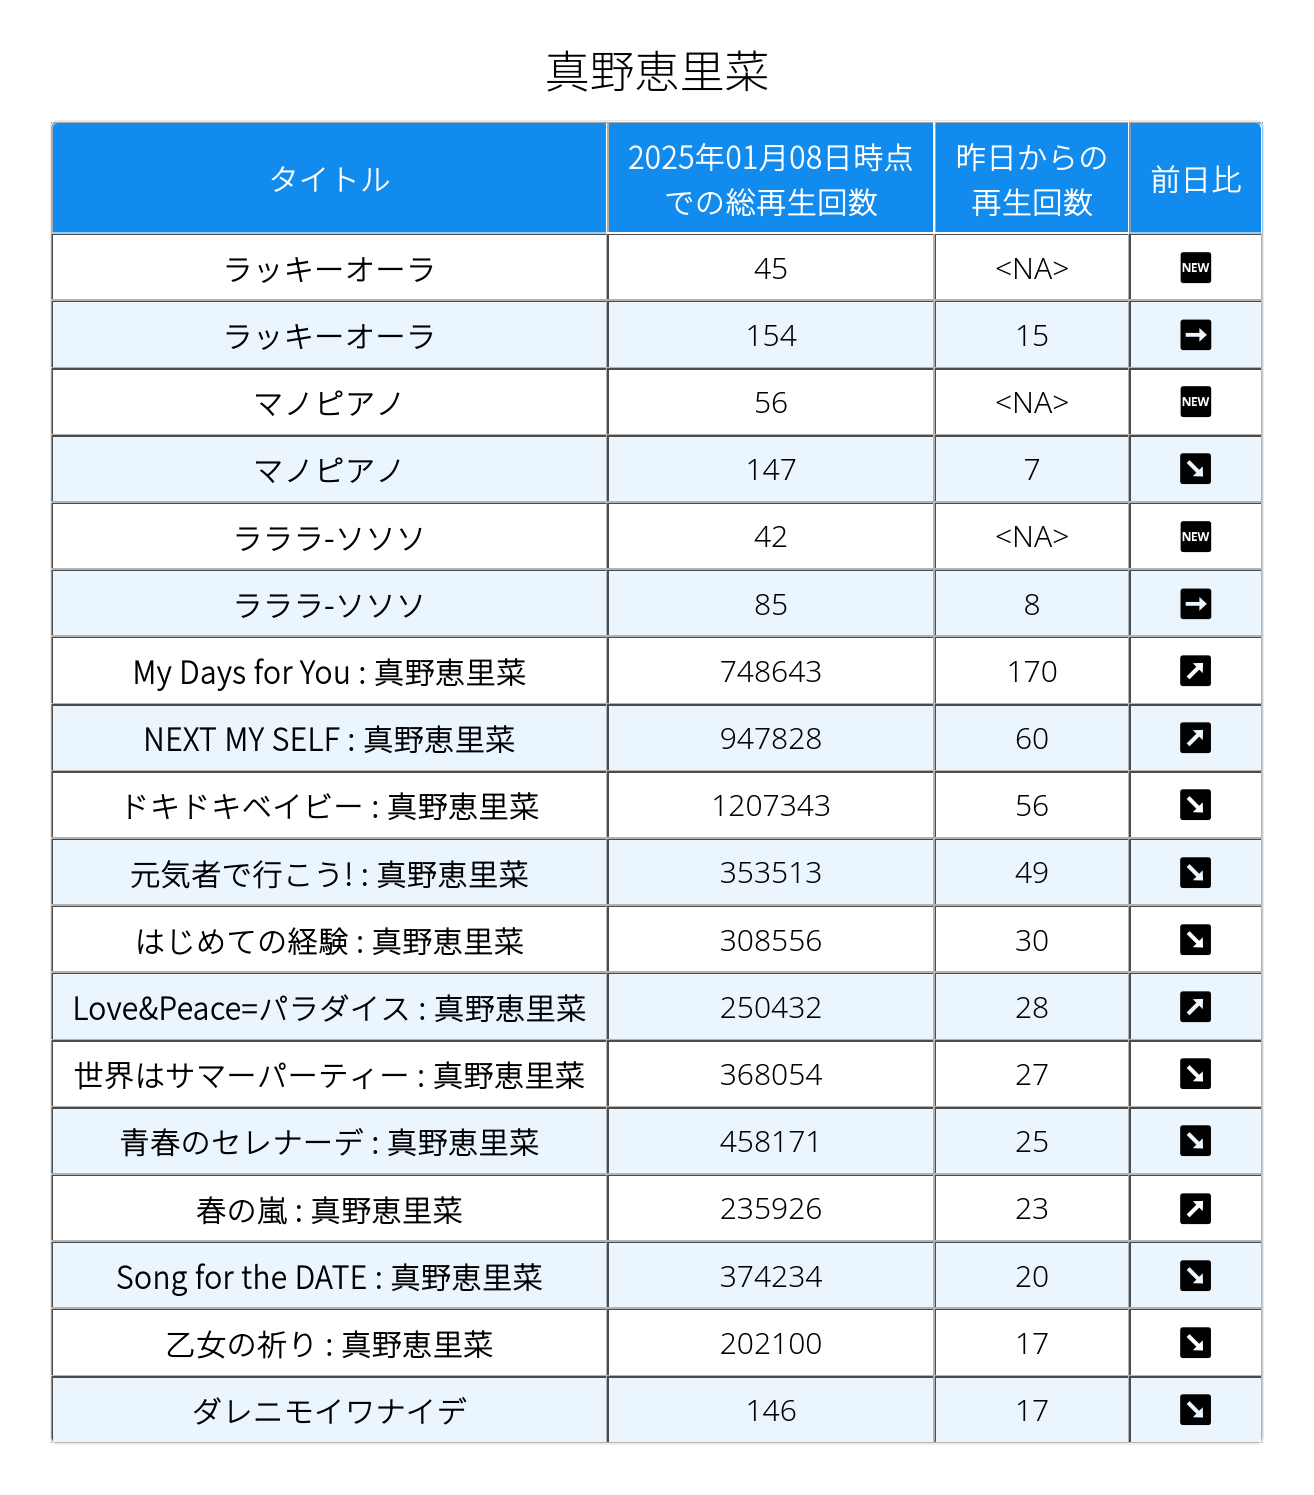 真野恵里菜
タイトル 2025年01月08日時点での総再生回数 昨日からの再生回数 前日比
ラッキーオーラ 45 <NA> NEW
ラッキーオーラ 154 15 ➡
マノピアノ 56 <NA> NEW
マノピアノ 147 7 ↘
ラララ-ソソソ 42 <NA> NEW
ラララ-ソソソ 85 8 ➡
My Days for You : 真野恵里菜 748643 170 ↗
NEXT MY SELF : 真野恵里菜 947828 60 ↗
ドキドキベイビー : 真野恵里菜 1207343 56 ↘
元気者で行こう! : 真野恵里菜 353513 49 ↘
はじめての経験 : 真野恵里菜 308556 30 ↘
Love&Peace=パラダイス : 真野恵里菜 250432 28 ↗
世界はサマーパーティー : 真野恵里菜 368054 27 ↘
青春のセレナーデ : 真野恵里菜 458171 25 ↘
春の嵐 : 真野恵里菜 235926 23 ↗
Song for the DATE : 真野恵里菜 374234 20 ↘
乙女の祈り : 真野恵里菜 202100 17 ↘
ダレニモイワナイデ 146 17 ↘